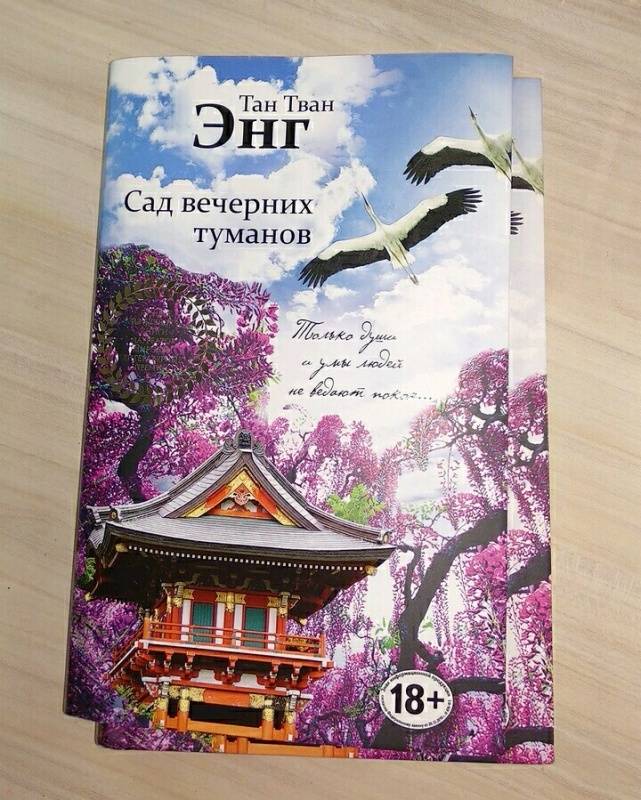 Тан Тван
Энг
Сад вечерних
туманов
Только души
и умы людей
не ведают покоя...
18+